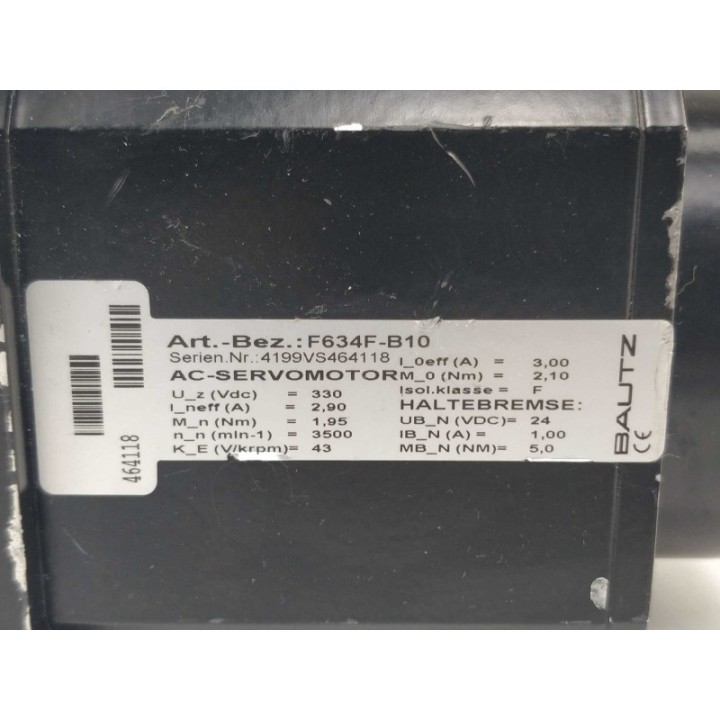 Art.-Bez.: F634F-B10
Serien.Nr.: 4199VS464118
AC-SERVOMOTOR
U_z (Vdc) = 330
I_neff (A) = 2,90
M_n (Nm) = 1,95
n_n (min-1) = 3500
K_E (V/krpm)= 43
I_0eff (A) = 3,00
M_0 (Nm) = 2,10
Isol.klasse = F
HALTEBREMSE:
UB_N (VDC)= 24
IB_N (A) = 1,00
MB_N (NM)= 5,0
BAUTZ
CE
464118